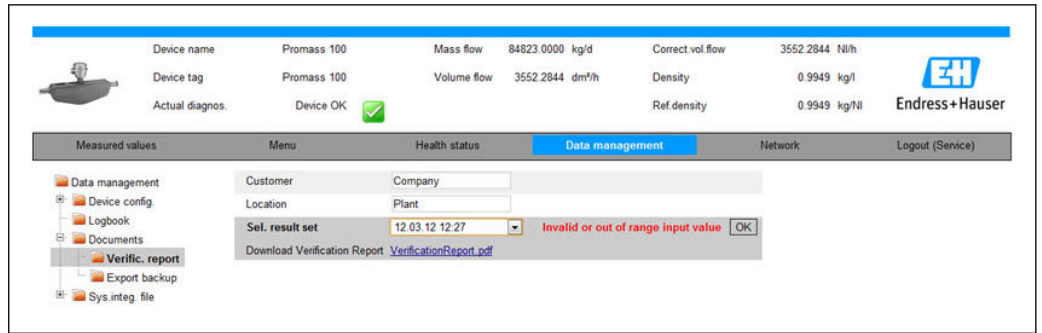 Device name Promass 100 Mass flow 84823.0000 kg/d Correct.vol.flow 3552.2844 Nl/h
Device tag Promass 100 Volume flow 3552.2844 dm³/h Density 0.9949 kg/l
Actual diagnos. Device OK Ref.density 0.9949 kg/Nl
EH
Endress+Hauser
Measured values Menu Health status Data management Network Logout (Service)
Data management Customer Company
Device config. Location Plant
Logbook Sel. result set 12.03.12 12:27 Invalid or out of range input value OK
Documents Download Verification Report VerificationReport.pdf
Verific. report
Export backup
Sys.integ. file